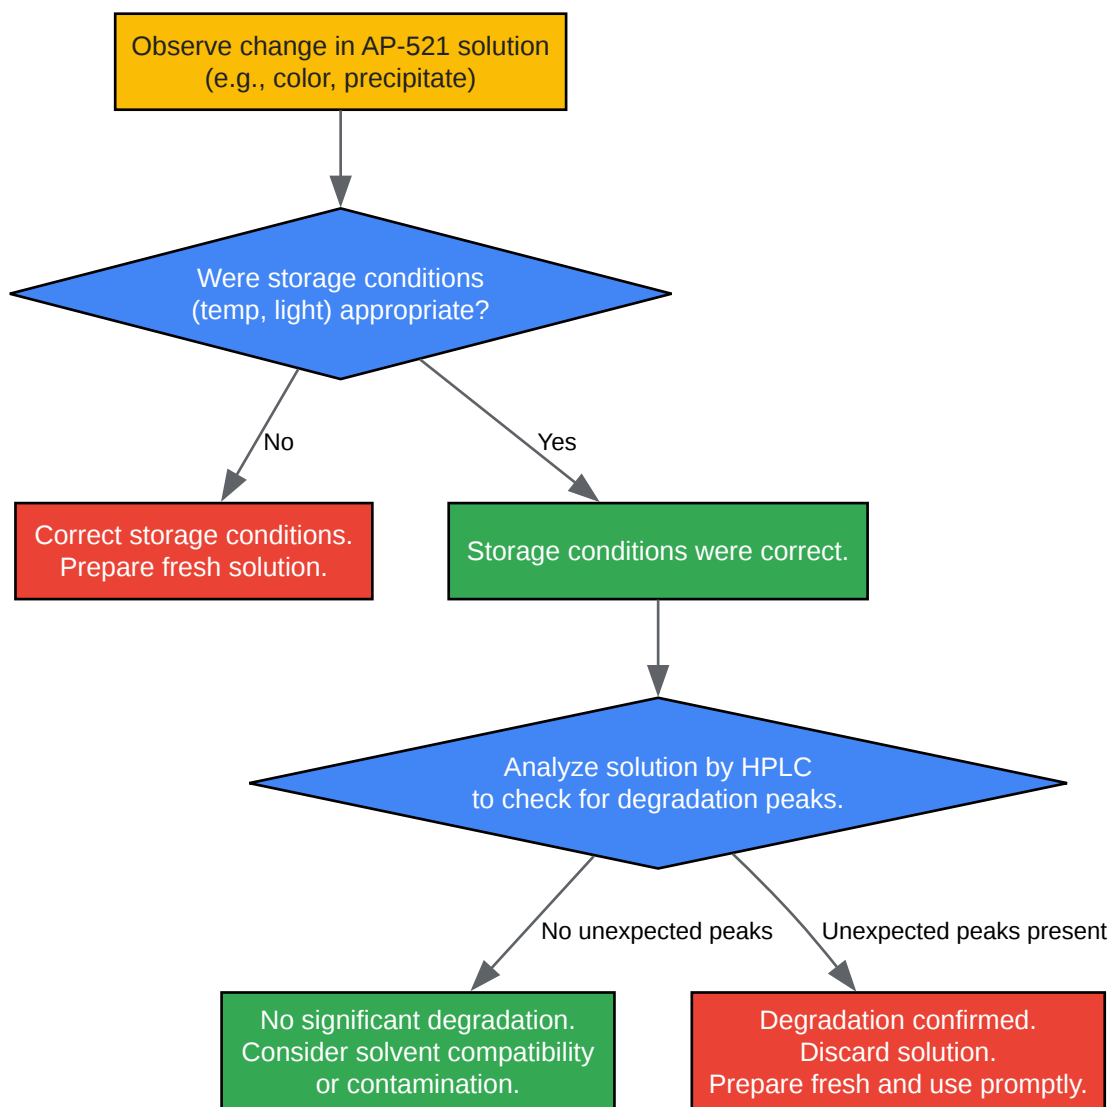 Observe change in AP-521 solution
(e.g., color, precipitate)
Were storage conditions
(temp, light) appropriate?
No
Yes
Correct storage conditions.
Prepare fresh solution.
Storage conditions were correct.
Analyze solution by HPLC
to check for degradation peaks.
No unexpected peaks
Unexpected peaks present
No significant degradation.
Consider solvent compatibility
or contamination.
Degradation confirmed.
Discard solution.
Prepare fresh and use promptly.